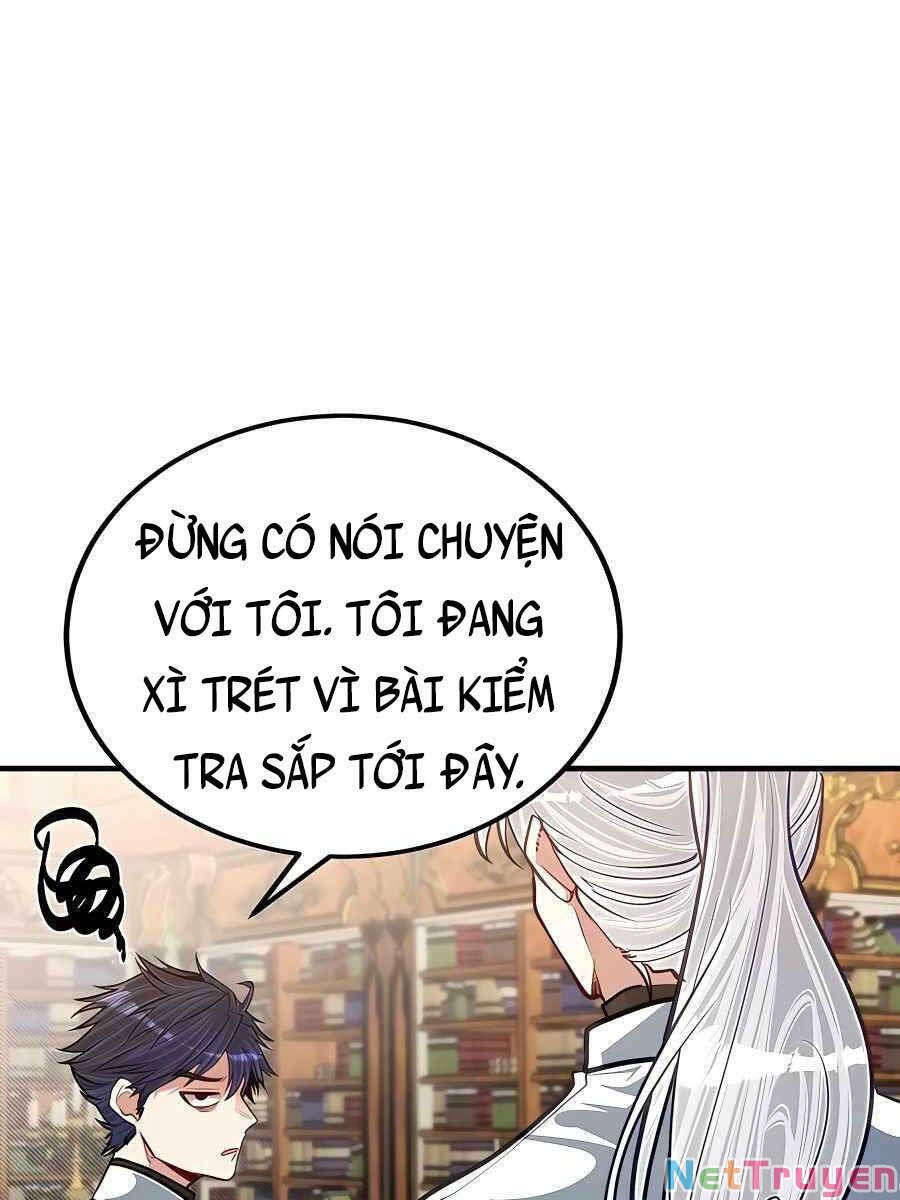 ĐỪNG CÓ NÓI CHUYỆN
VỚI TÔI. TÔI ĐANG
XÌ TRÉT VÌ BÀI KIỂM
TRA SẮP TỚI ĐÂY.
NetTruyen